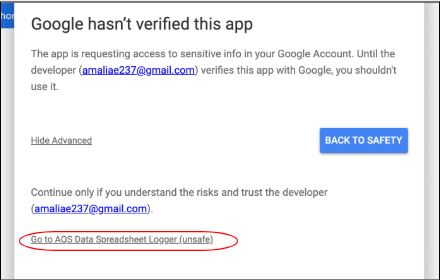 hor
Google hasn't verified this app
The app is requesting access to sensitive info in your Google Account. Until the
developer (amaliae237@gmail.com) verifies this app with Google, you shouldn't
use it.
Hide Advanced
BACK TO SAFETY
Continue only if you understand the risks and trust the developer
(amaliae237@gmail.com).
Go to AQS Data Spreadsheet Logger (unsafe)